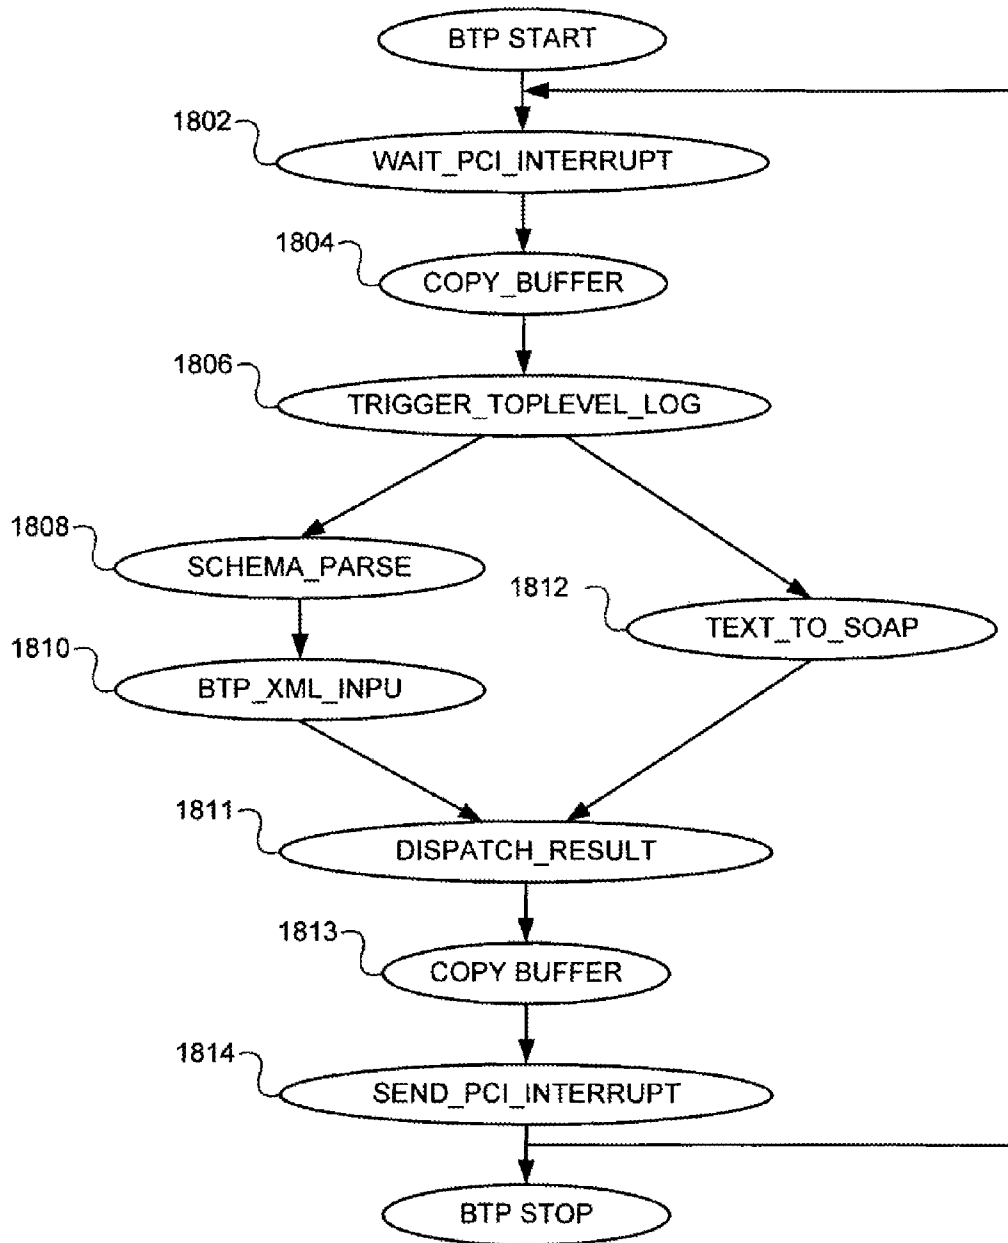 BTP START
1802
WAIT_PCI_INTERRUPT
1804
COPY_BUFFER
1806
TRIGGER_TOPLEVEL_LOG
1808
SCHEMA_PARSE
1812
TEXT_TO_SOAP
1810
BTP_XML_INPU
1811
DISPATCH_RESULT
1813
COPY BUFFER
1814
SEND_PCI_INTERRUPT
BTP STOP